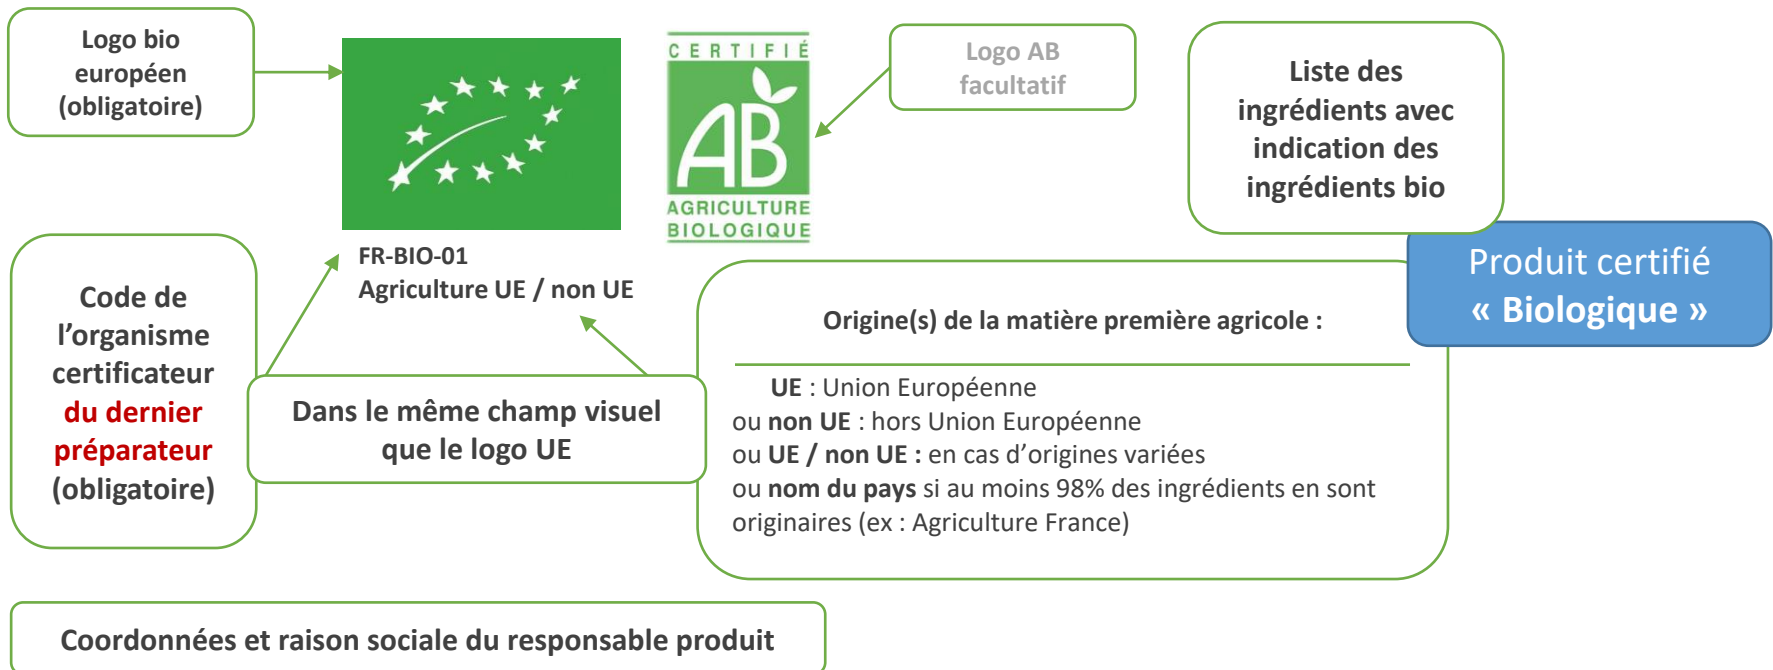 Logo bio
européen
(obligatoire)
CERTIFIÉ
AB
AGRICULTURE
BIOLOGIQUE
Logo AB
facultatif
Liste des
ingrédients avec
indication des
ingrédients bio
Produit certifié
« Biologique »
FR-BIO-01
Agriculture UE / non UE
Code de
l’organisme
certificateur
du dernier
préparateur
(obligatoire)
Dans le même champ visuel
que le logo UE
Origine(s) de la matière première agricole :
UE : Union Européenne
ou non UE : hors Union Européenne
ou UE / non UE : en cas d’origines variées
ou nom du pays si au moins 98% des ingrédients en sont
originaires (ex : Agriculture France)
Coordonnées et raison sociale du responsable produit